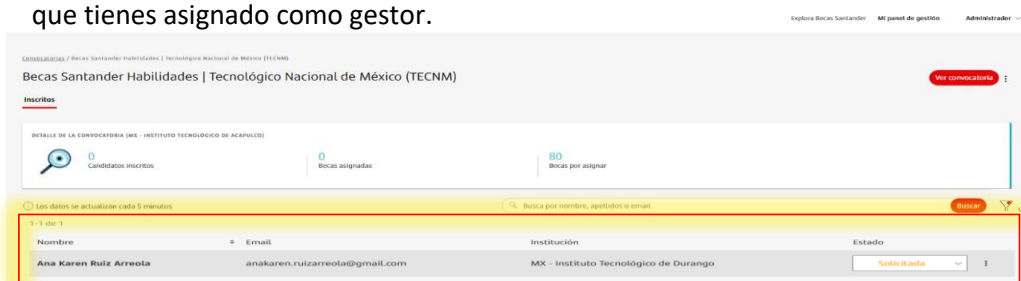 que tienes asignado como gestor.
Explora Becas Santander Mi panel de gestión Administrador
Convocatorias / Becas Santander Habilidades | Tecnológico Nacional de México (TECNM)
Becas Santander Habilidades | Tecnológico Nacional de México (TECNM)
Ver convocatoria
Inscritos
DETALLE DE LA CONVOCATORIA (MX - INSTITUTO TECNOLÓGICO DE ACAPULCO)
0 0 80
Candidatos inscritos Becas asignadas Becas por asignar
Los datos se actualizan cada 5 minutos Busca por nombre, apellidos o email Buscar
1-1 de 1
Nombre Email Institución Estado
Ana Karen Ruiz Arreola anakaren.ruizarreola@gmail.com MX - Instituto Tecnológico de Durango Solicitada